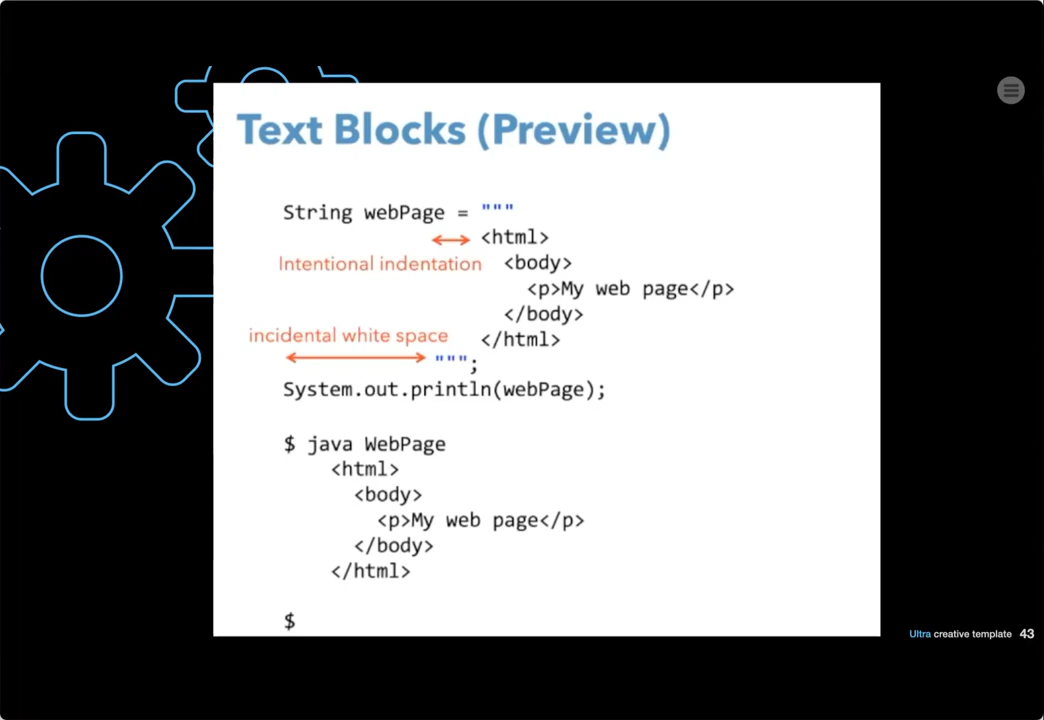 Text Blocks (Preview)
String webPage = """
<html>
Intentional indentation <body>
<p>My web page</p>
</body>
incidental white space </html>
""";
System.out.println(webPage);
$ java WebPage
<html>
<body>
<p>My web page</p>
</body>
</html>
$
Ultra creative template 43